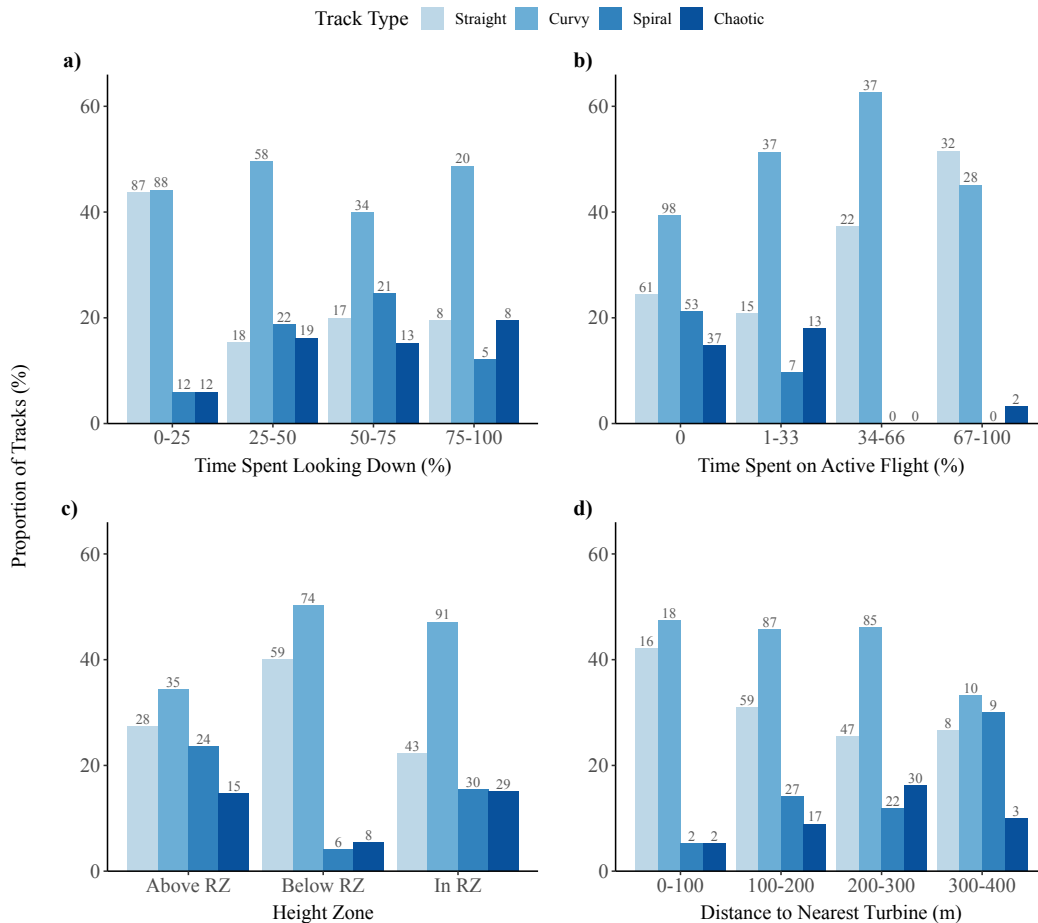 Track Type Straight Curvy Spiral Chaotic
Proportion of Tracks (%)
a)
60
40
20
0
87 88 12 12
18 58 22 19
17 34 21 13
8 20 5 8
0-25 25-50 50-75 75-100
Time Spent Looking Down (%)
b)
60
40
20
0
61 98 53 37
15 37 7 13
22 37 0 0
32 28 0 2
0 1-33 34-66 67-100
Time Spent on Active Flight (%)
c)
60
40
20
0
28 35 24 15
59 74 6 8
43 91 30 29
Above RZ Below RZ In RZ
Height Zone
d)
60
40
20
0
16 18 2 2
59 87 27 17
47 85 22 30
8 10 9 3
0-100 100-200 200-300 300-400
Distance to Nearest Turbine (m)